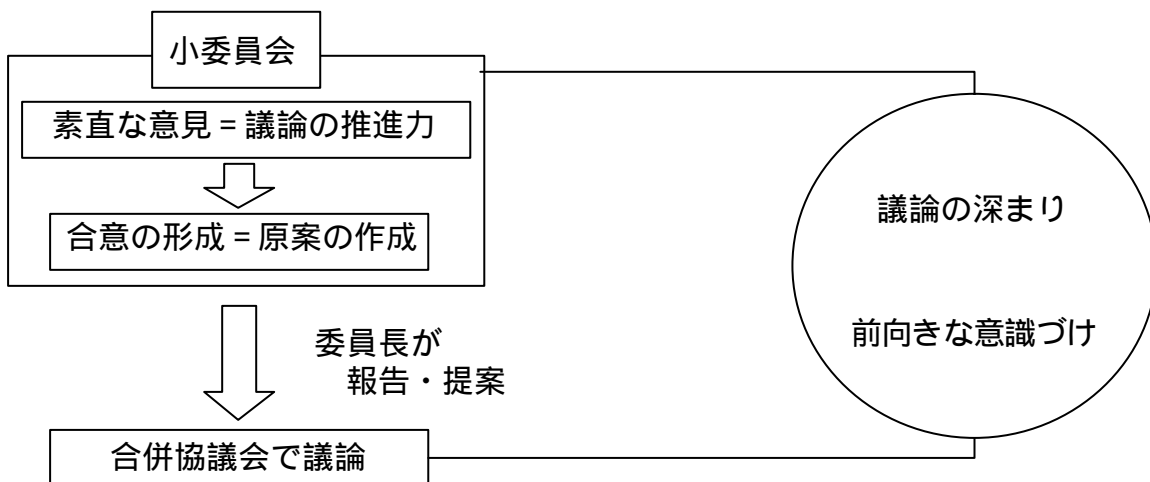 小委員会
素直な意見 = 議論の推進力
合意の形成 = 原案の作成
委員長が
報告・提案
合併協議会で議論
議論の深まり
前向きな意識づけ